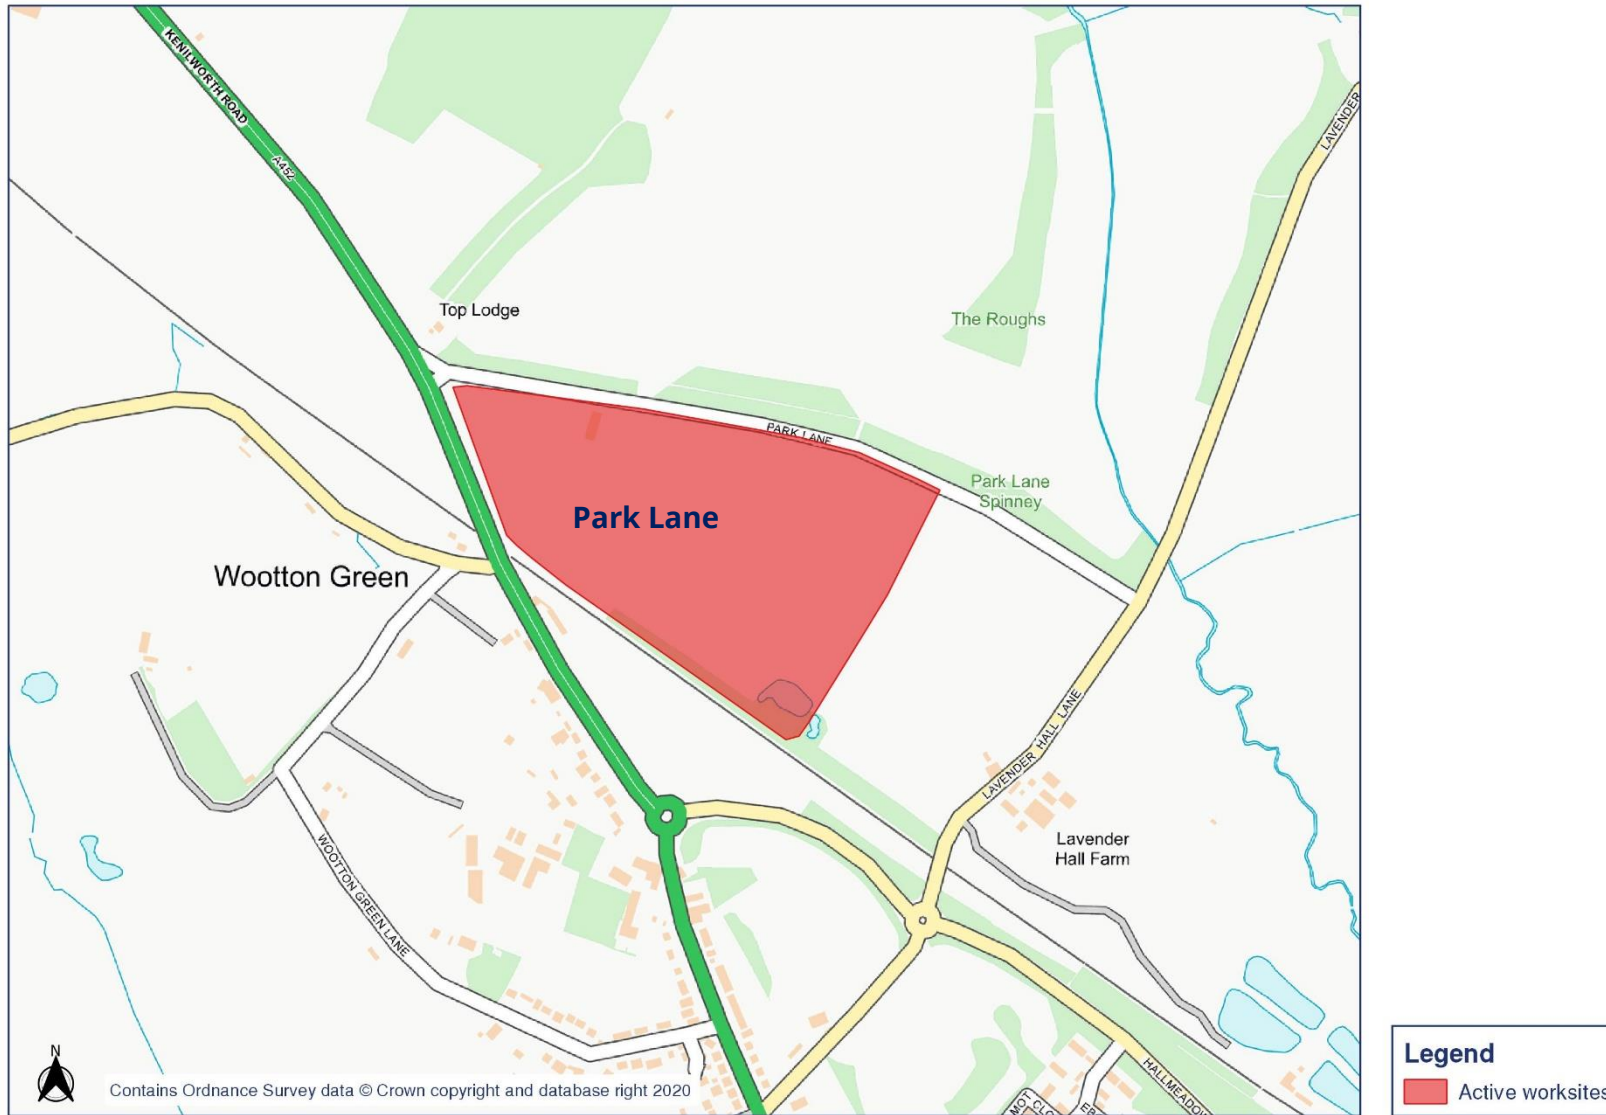 KENILWORTH ROAD
A452
LAVENDER
Top Lodge
The Roughs
PARK LANE
Park Lane
Spinney
Park Lane
Wootton Green
LAVENDER HALL LANE
Lavender
Hall Farm
WOOTTON GREEN LANE
N
Contains Ordnance Survey data © Crown copyright and database right 2020
HALLMEADOW
MOT
CLO
Legend
Active worksites